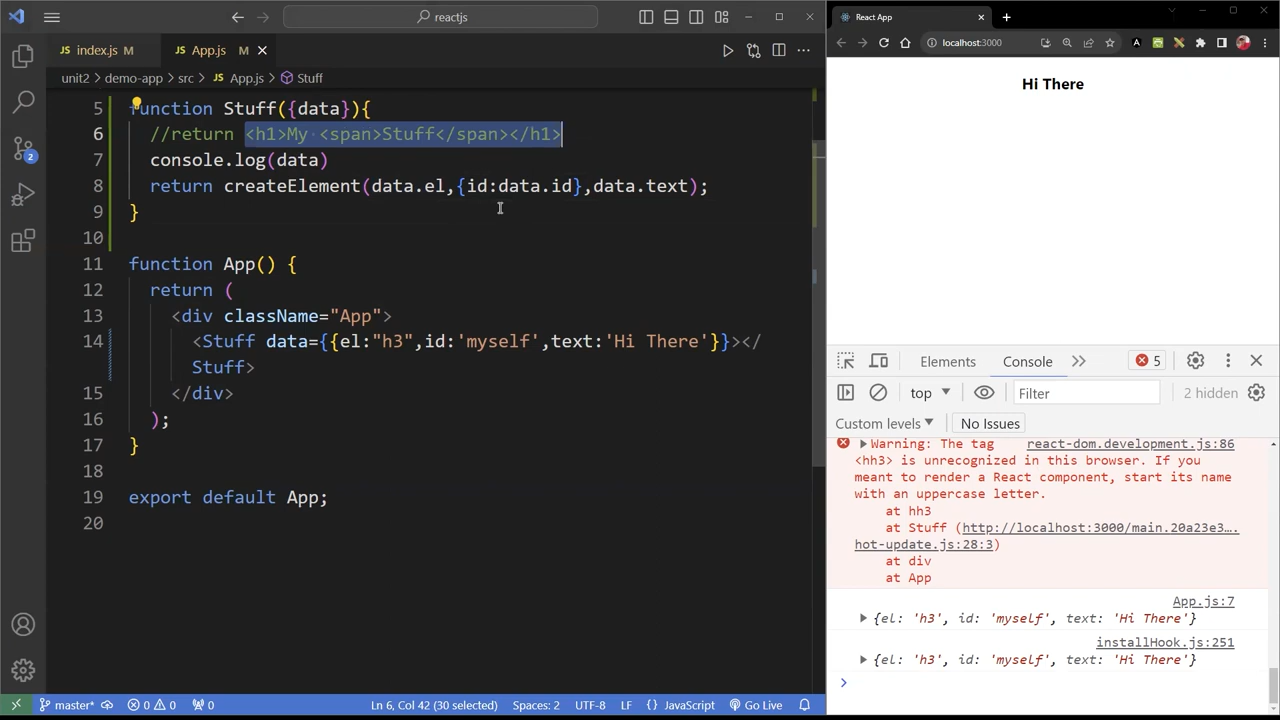 reactjs
index.js M
App.js M
unit2 > demo-app > src > App.js > Stuff
5 function Stuff({data}){
6 //return <h1>My <span>Stuff</span></h1>
7 console.log(data)
8 return createElement(data.el,{id:data.id},data.text);
9 }
10
11 function App() {
12 return (
13 <div className="App">
14 <Stuff data={{el:"h3",id:'myself',text:'Hi There'}}></
Stuff>
15 </div>
16 );
17 }
18
19 export default App;
20
2
master*
0 0
0
Ln 6, Col 42 (30 selected)
Spaces: 2
UTF-8
LF
{ } JavaScript
Go Live
React App
localhost:3000
Hi There
Elements
Console
5
top
Filter
2 hidden
Custom levels
No Issues
Warning: The tag react-dom.development.js:86
<hh3> is unrecognized in this browser. If you
meant to render a React component, start its name
with an uppercase letter.
at hh3
at Stuff (http://localhost:3000/main.20a23e3….
hot-update.js:28:3)
at div
at App
App.js:7
{el: 'h3', id: 'myself', text: 'Hi There'}
installHook.js:251
{el: 'h3', id: 'myself', text: 'Hi There'}